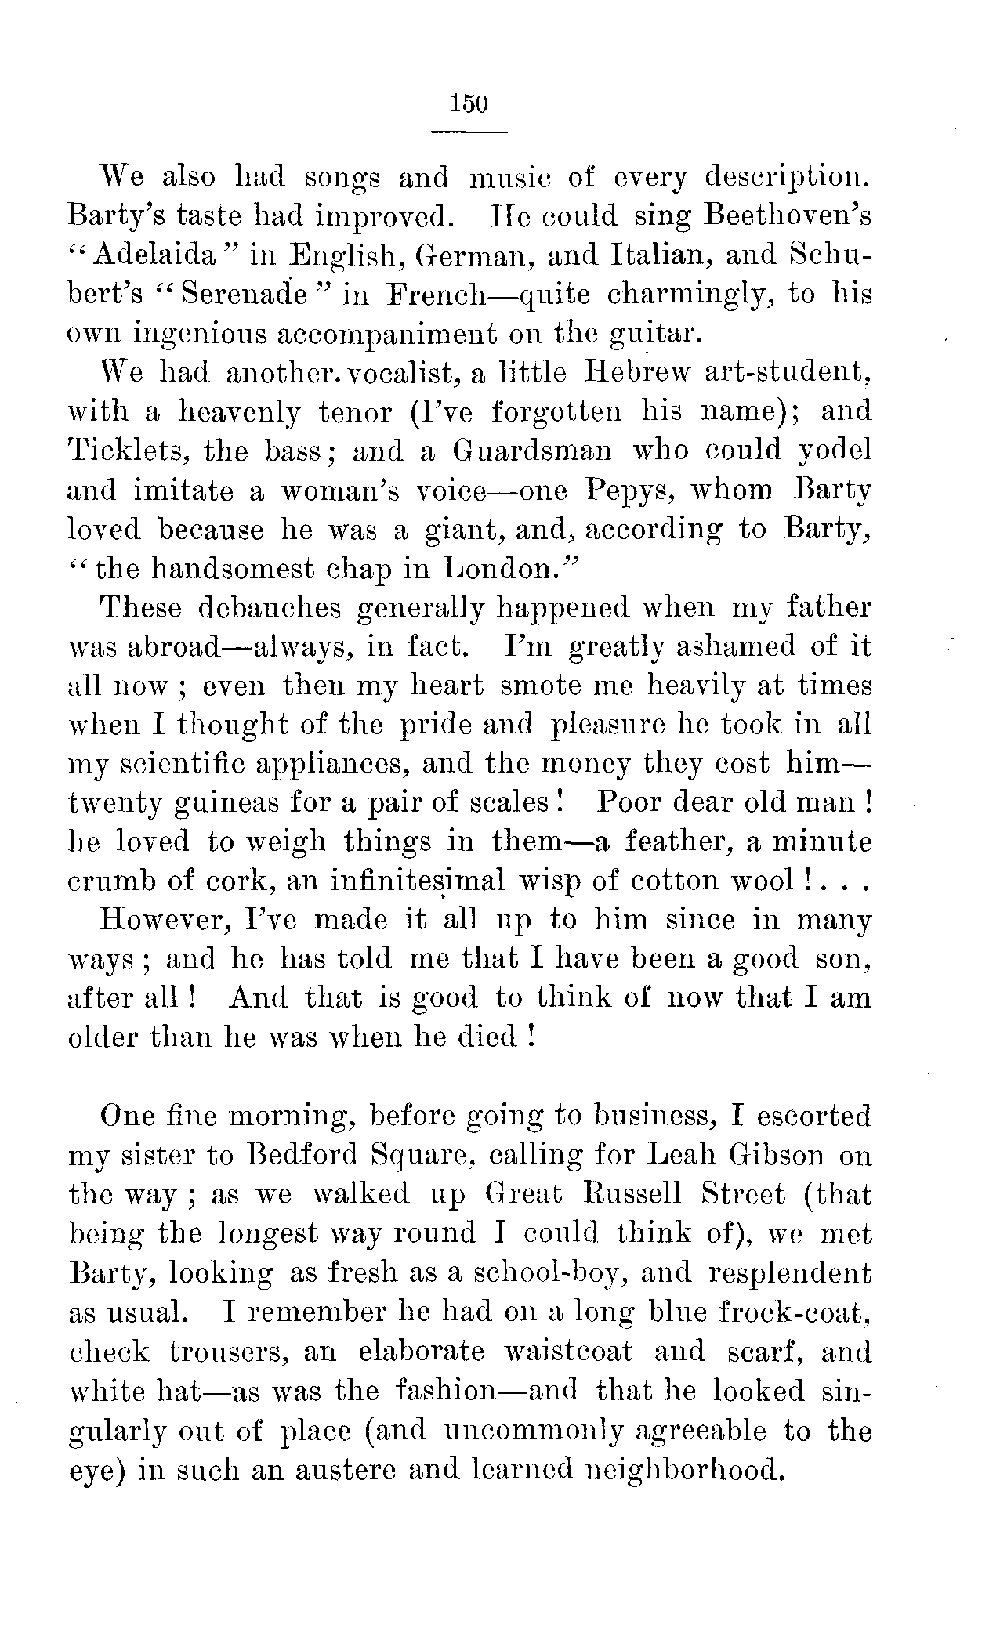 150
We also had songs and music of every description.
Barty's taste had improved. He could sing Beethoven's
"Adelaida" in English, German, and Italian, and Schu-
bert's "Serenade" in French—quite charmingly, to his
own ingenious accompaniment on the guitar.
We had another vocalist, a little Hebrew art-student,
with a heavenly tenor (I've forgotten his name); and
Ticklets, the bass; and a Guardsman who could yodel
and imitate a woman's voice—one Pepys, whom Barty
loved because he was a giant, and, according to Barty,
"the handsomest chap in London."
These debauches generally happened when my father
was abroad—always, in fact. I'm greatly ashamed of it
all now; even then my heart smote me heavily at times
when I thought of the pride and pleasure he took in all
my scientific appliances, and the money they cost him—
twenty guineas for a pair of scales! Poor dear old man!
he loved to weigh things in them—a feather, a minute
crumb of cork, an infinitesimal wisp of cotton wool!. . .
However, I've made it all up to him since in many
ways; and he has told me that I have been a good son,
after all! And that is good to think of now that I am
older than he was when he died!
One fine morning, before going to business, I escorted
my sister to Bedford Square, calling for Leah Gibson on
the way; as we walked up Great Russell Street (that
being the longest way round I could think of), we met
Barty, looking as fresh as a school-boy, and resplendent
as usual. I remember he had on a long blue frock-coat,
check trousers, an elaborate waistcoat and scarf, and
white hat—as was the fashion—and that he looked sin-
gularly out of place (and uncommonly agreeable to the
eye) in such an austere and learned neighborhood.